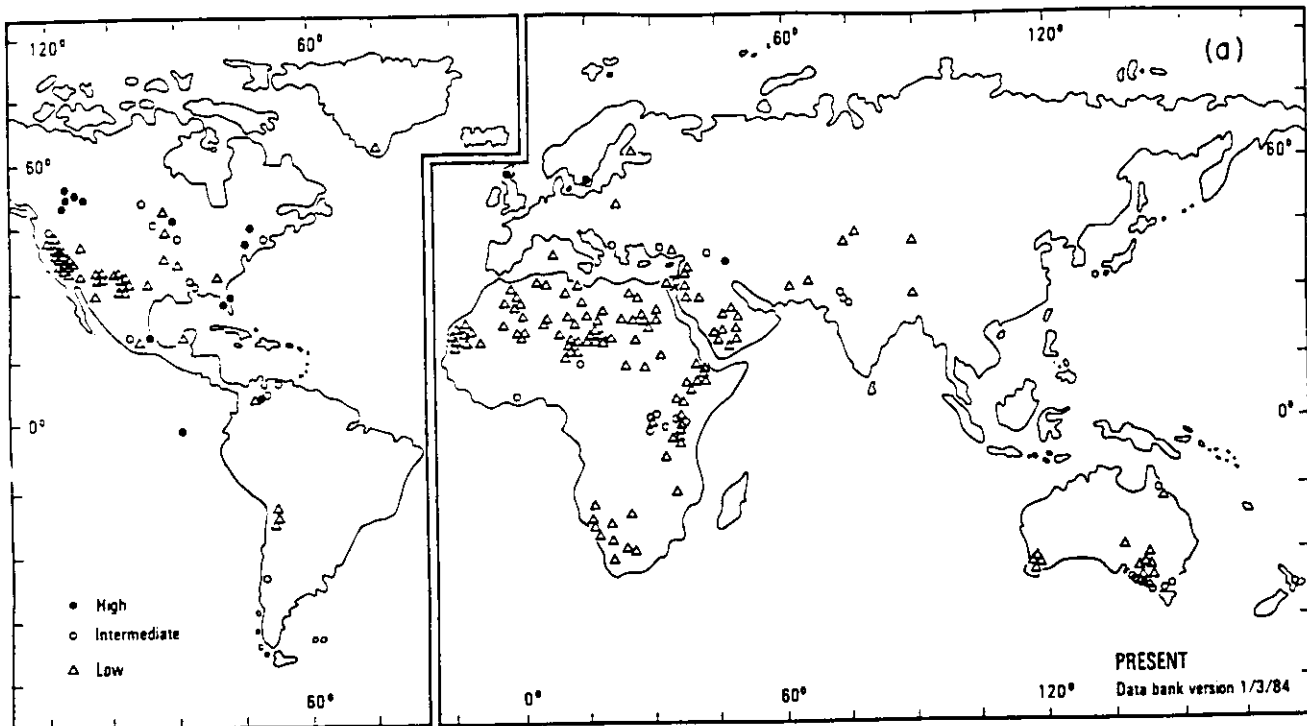 120° 60° 60° 120° (a)
60° 60°
0° 0°
High
Intermediate
Low
PRESENT
Data bank version 1/3/84
60° 0° 60° 120°